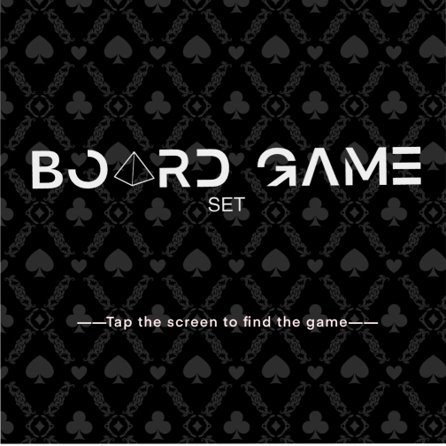 BOARD GAME
SET
——Tap the screen to find the game——